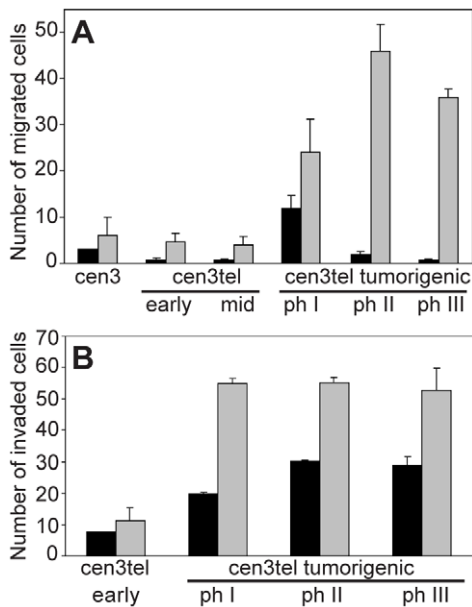 A
Number of migrated cells
50
40
30
20
10
0
cen3 cen3tel cen3tel tumorigenic
early mid ph I ph II ph III
B
Number of invaded cells
70
60
50
40
30
20
10
0
cen3tel cen3tel tumorigenic
early ph I ph II ph III